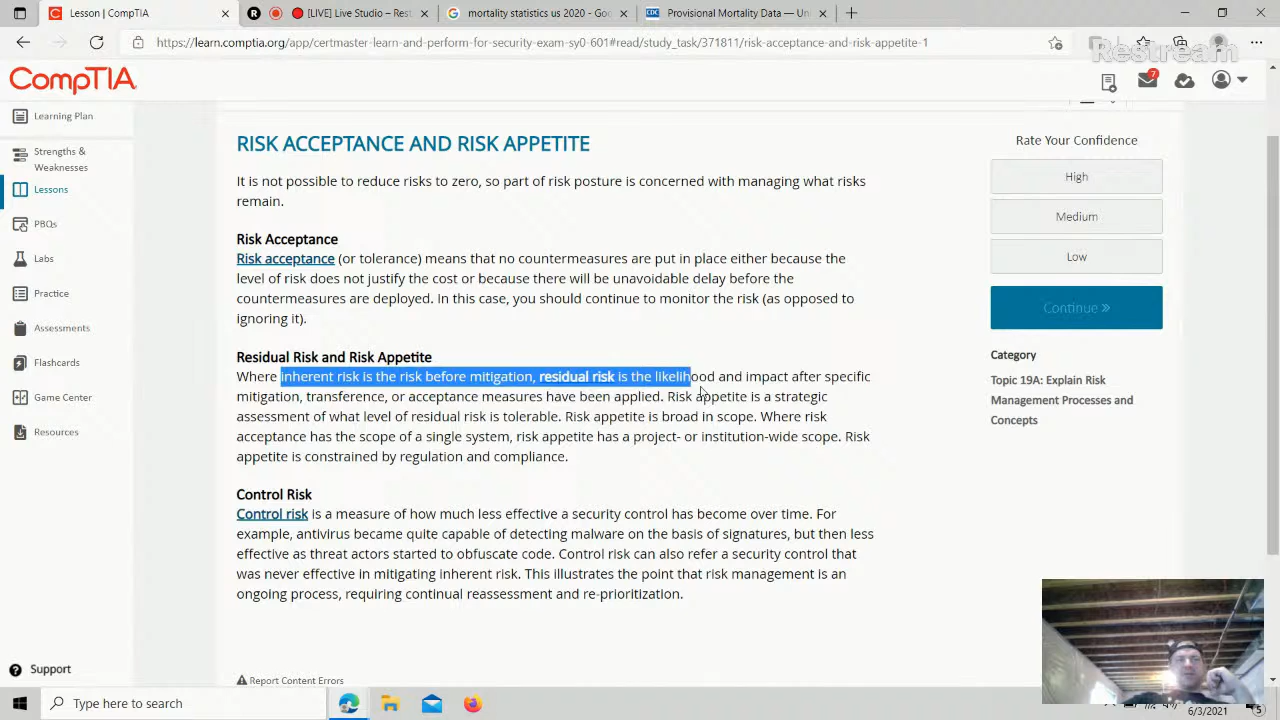 Lesson | CompTIA
[LIVE] Live Studio – Restr
mortality statistics us 2020 - Goo
Provisional Mortality Data — Uni
https://learn.comptia.org/app/certmaster-learn-and-perform-for-security-exam-sy0-601#read/study_task/371811/risk-acceptance-and-risk-appetite-1
Restream
CompTIA
7
Learning Plan
Strengths &
Weaknesses
Lessons
PBQs
Labs
Practice
Assessments
Flashcards
Game Center
Resources
Support
RISK ACCEPTANCE AND RISK APPETITE
It is not possible to reduce risks to zero, so part of risk posture is concerned with managing what risks
remain.
Risk Acceptance
Risk acceptance (or tolerance) means that no countermeasures are put in place either because the
level of risk does not justify the cost or because there will be unavoidable delay before the
countermeasures are deployed. In this case, you should continue to monitor the risk (as opposed to
ignoring it).
Residual Risk and Risk Appetite
Where inherent risk is the risk before mitigation, residual risk is the likelihood and impact after specific
mitigation, transference, or acceptance measures have been applied. Risk appetite is a strategic
assessment of what level of residual risk is tolerable. Risk appetite is broad in scope. Where risk
acceptance has the scope of a single system, risk appetite has a project- or institution-wide scope. Risk
appetite is constrained by regulation and compliance.
Control Risk
Control risk is a measure of how much less effective a security control has become over time. For
example, antivirus became quite capable of detecting malware on the basis of signatures, but then less
effective as threat actors started to obfuscate code. Control risk can also refer a security control that
was never effective in mitigating inherent risk. This illustrates the point that risk management is an
ongoing process, requiring continual reassessment and re-prioritization.
Report Content Errors
Rate Your Confidence
High
Medium
Low
Continue »
Category
Topic 19A: Explain Risk
Management Processes and
Concepts
Type here to search
6/3/2021
5